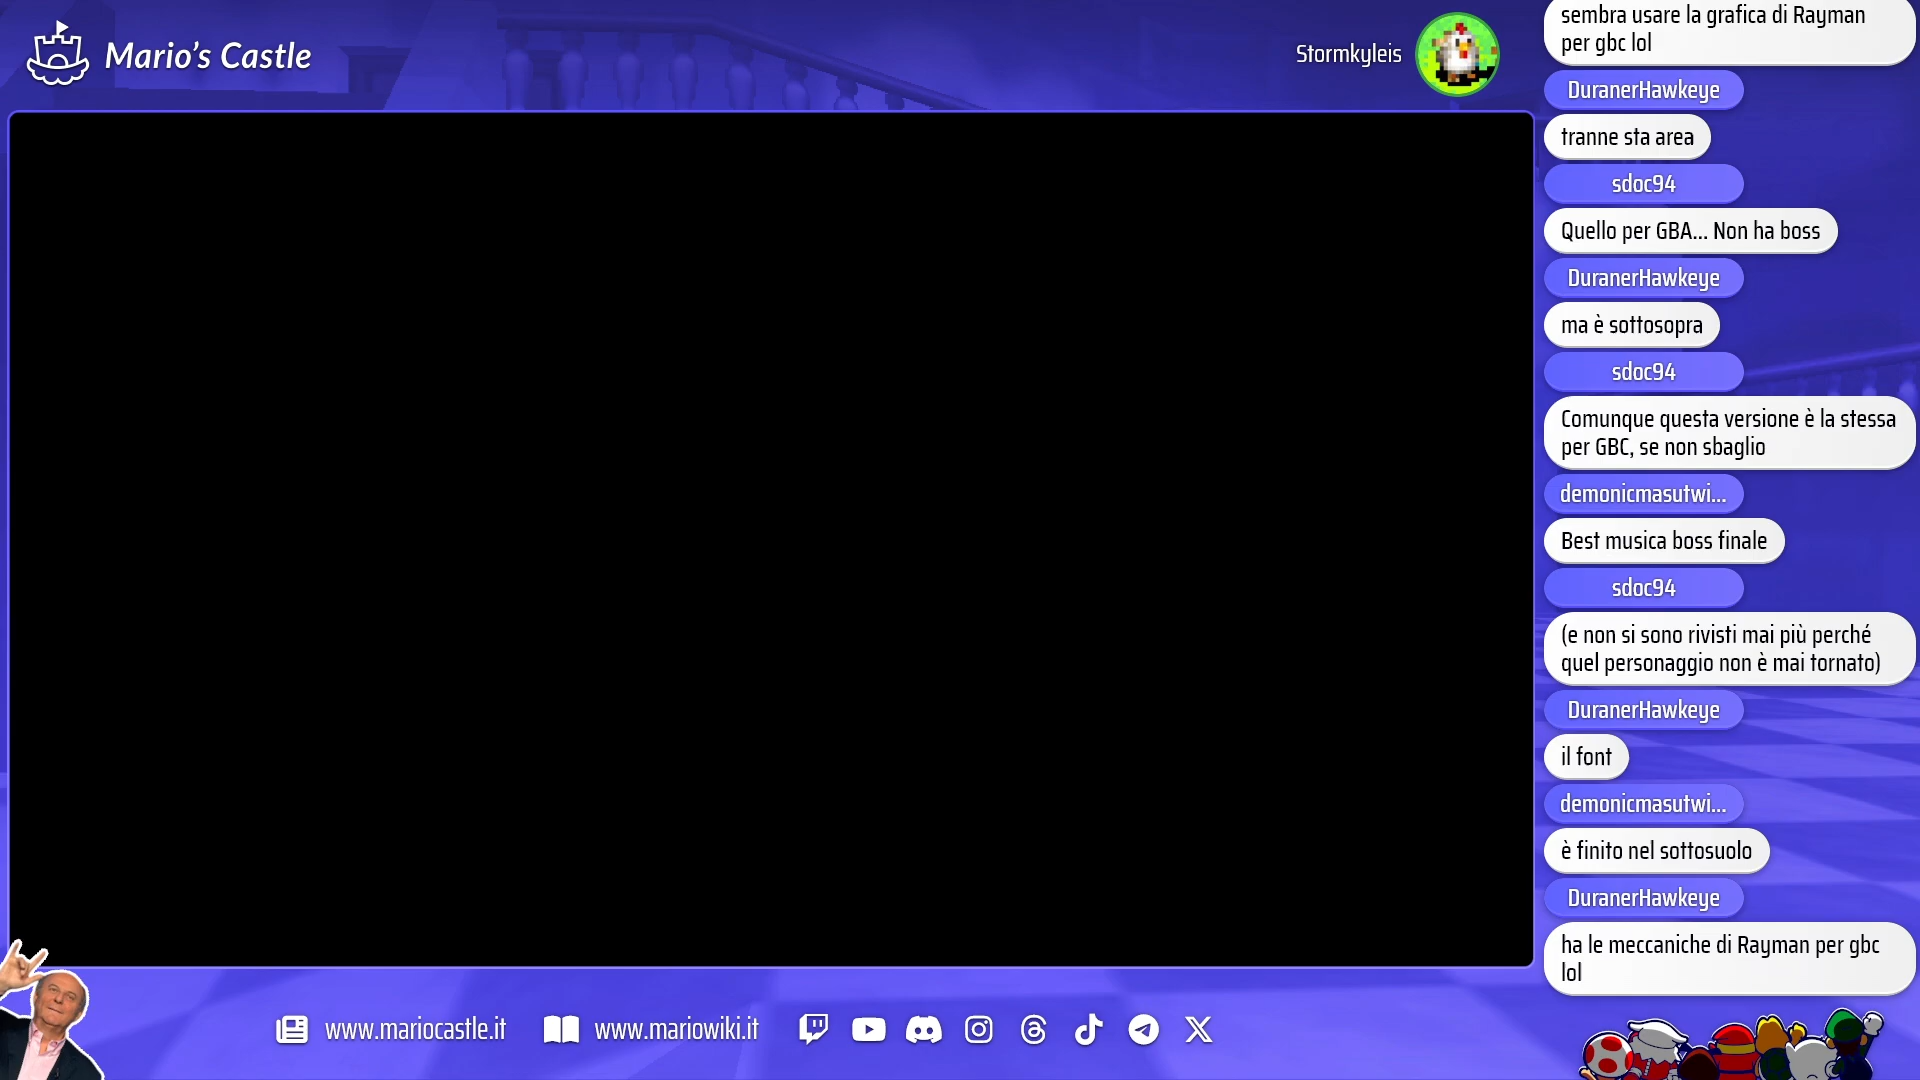 Mario's Castle
Stormkyleis
sembra usare la grafica di Rayman
per gbc lol
DuranerHawkeye
tranne sta area
sdoc94
Quello per GBA... Non ha boss
DuranerHawkeye
ma è sottosopra
sdoc94
Comunque questa versione è la stessa
per GBC, se non sbaglio
demonicmasutwi...
Best musica boss finale
sdoc94
(e non si sono rivisti mai più perché
quel personaggio non è mai tornato)
DuranerHawkeye
il font
demonicmasutwi...
è finito nel sottosuolo
DuranerHawkeye
ha le meccaniche di Rayman per gbc
lol
www.mariocastle.it
www.mariowiki.it